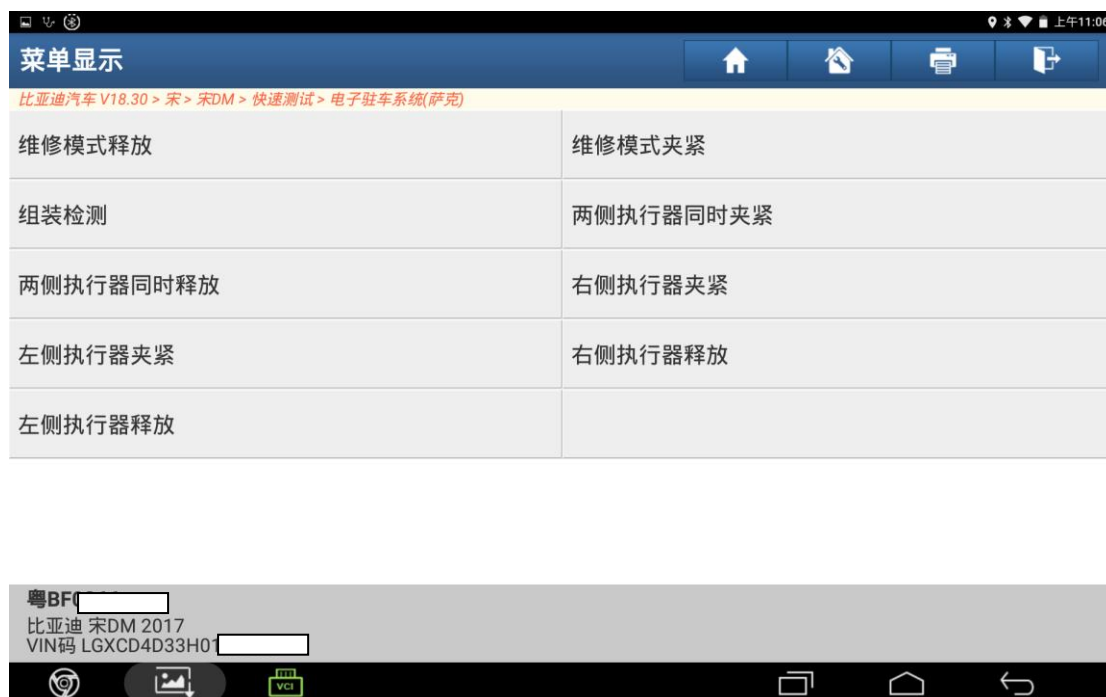 上午11:06
菜单显示
比亚迪汽车 V18.30 > 宋 > 宋DM > 快速测试 > 电子驻车系统(萨克)
维修模式释放
维修模式夹紧
组装检测
两侧执行器同时夹紧
两侧执行器同时释放
右侧执行器夹紧
左侧执行器夹紧
右侧执行器释放
左侧执行器释放
粤BF
比亚迪 宋DM 2017
VIN码 LGXCD4D33H01
VCI